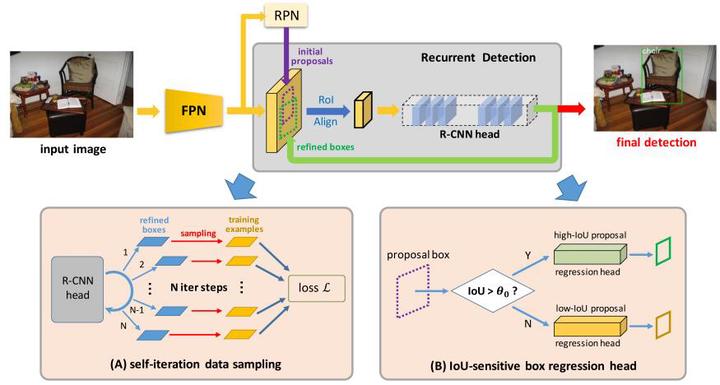 RPN
initial
proposals
Recurrent Detection
chair
FPN
RoI
Align
R-CNN head
refined boxes
input image
final detection
refined
boxes
sampling
training
examples
1
2
R-CNN
head
N iter steps
loss ℒ
N-1
N
(A) self-iteration data sampling
proposal box
IoU > θ₀ ?
Y
N
high-IoU proposal
regression head
low-IoU proposal
regression head
(B) IoU-sensitive box regression head